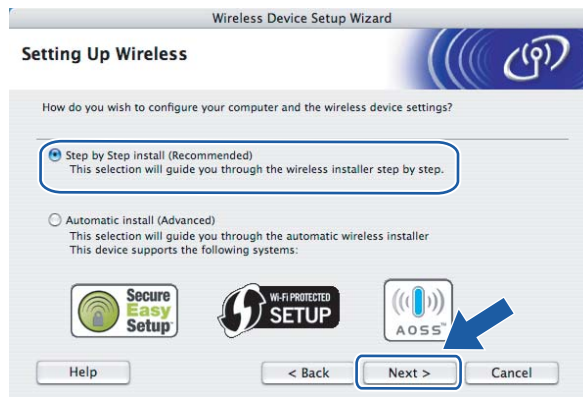 Wireless Device Setup Wizard
Setting Up Wireless
How do you wish to configure your computer and the wireless device settings?
Step by Step install (Recommended)
This selection will guide you through the wireless installer step by step.
Automatic install (Advanced)
This selection will guide you through the automatic wireless installer
This device supports the following systems:
Secure
Easy
Setup
Wi-Fi PROTECTED
SETUP
AOSS™
Help
< Back
Next >
Cancel